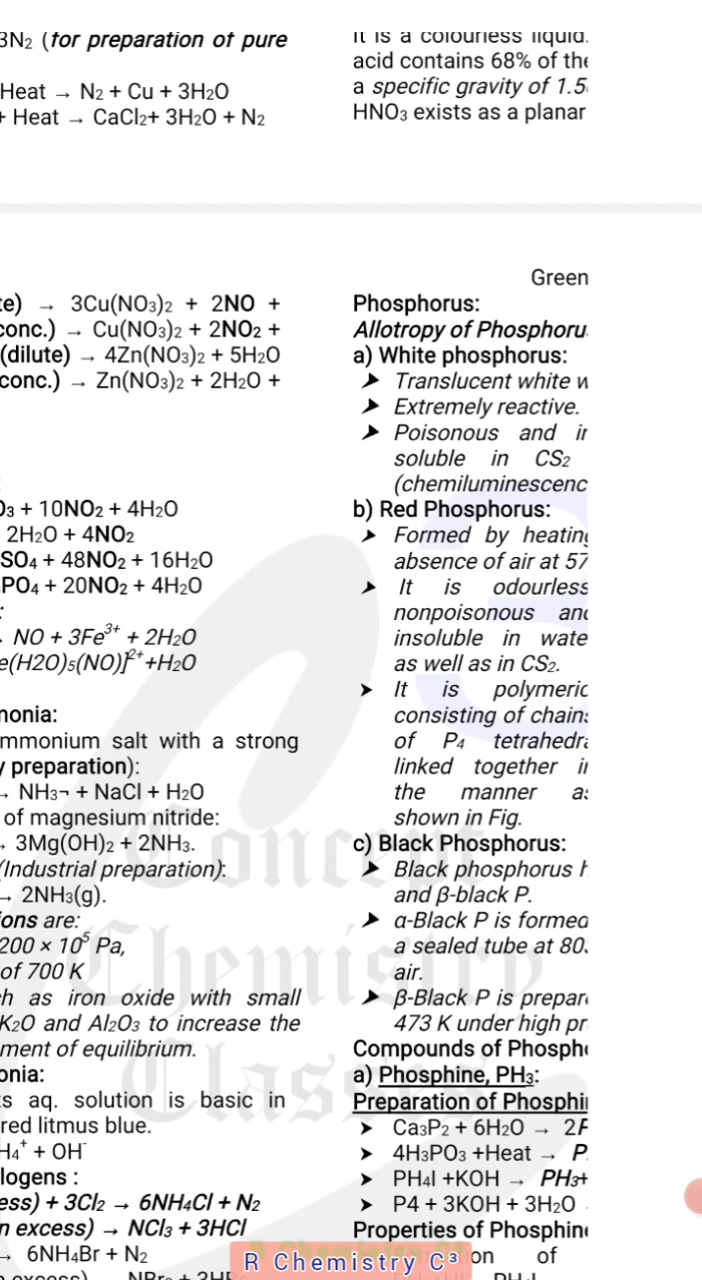 3N₂ (for preparation of pure
Heat → N₂ + Cu + 3H₂O
+ Heat → CaCl₂+ 3H₂O + N₂
→ 3Cu(NO₃)₂ + 2NO +
conc.) → Cu(NO₃)₂ + 2NO₂ +
(dilute) → 4Zn(NO₃)₂ + 5H₂O
conc.) → Zn(NO₃)₂ + 2H₂O +
O₃ + 10NO₂ + 4H₂O
2H₂O + 4NO₂
SO₄ + 48NO₂ + 16H₂O
PO₄ + 20NO₂ + 4H₂O
NO + 3Fe³⁺ + 2H₂O
e(H2O)₅(NO)]²⁺+H₂O
monia:
mmonium salt with a strong
preparation):
→ NH₃¬ + NaCl + H₂O
of magnesium nitride:
3Mg(OH)₂ + 2NH₃.
(Industrial preparation):
→ 2NH₃(g).
ions are:
200 × 10⁵ Pa,
of 700 K
as iron oxide with small
K₂O and Al₂O₃ to increase the
ment of equilibrium.
onia:
ts aq. solution is basic in
red litmus blue.
H₄⁺ + OH⁻
logens :
ess) + 3Cl₂ → 6NH₄Cl + N₂
n excess) → NCl₃ + 3HCl
→ 6NH₄Br + N₂
It is a colourless liquid.
acid contains 68% of the
a specific gravity of 1.5
HNO₃ exists as a planar
Green
Phosphorus:
Allotropy of Phosphoru
a) White phosphorus:
➤ Translucent white
➤ Extremely reactive.
➤ Poisonous and
soluble in CS₂
(chemiluminescenc
b) Red Phosphorus:
➤ Formed by heating
absence of air at 57
➤ It is odourless
nonpoisonous and
insoluble in wate
as well as in CS₂.
➤ It is polymeric
consisting of chains
of P₄ tetrahedra
linked together in
the manner as
shown in Fig.
c) Black Phosphorus:
➤ Black phosphorus
and β-black P.
➤ α-Black P is formed
a sealed tube at 80
air.
➤ β-Black P is prepar
473 K under high pr
Compounds of Phosph
a) Phosphine, PH₃:
Preparation of Phosphi
➤ Ca₃P₂ + 6H₂O → 2
➤ 4H₃PO₃ +Heat → P
➤ PH₄I +KOH → PH₃+
➤ P4 + 3KOH + 3H₂O
Properties of Phosphin
of
R Chemistry C³
Concept
Chemistry
Classes